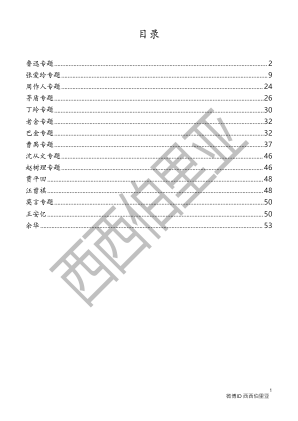 目录
鲁迅专题 2
张爱玲专题 9
周作人专题 24
茅盾专题 26
丁玲专题 30
老舍专题 32
巴金专题 32
曹禺专题 37
沈从文专题 46
赵树理专题 46
贾平凹 48
汪曾祺 48
莫言专题 50
王安忆 50
余华 53
西西伯里亚
1
微博ID:西西伯里亚